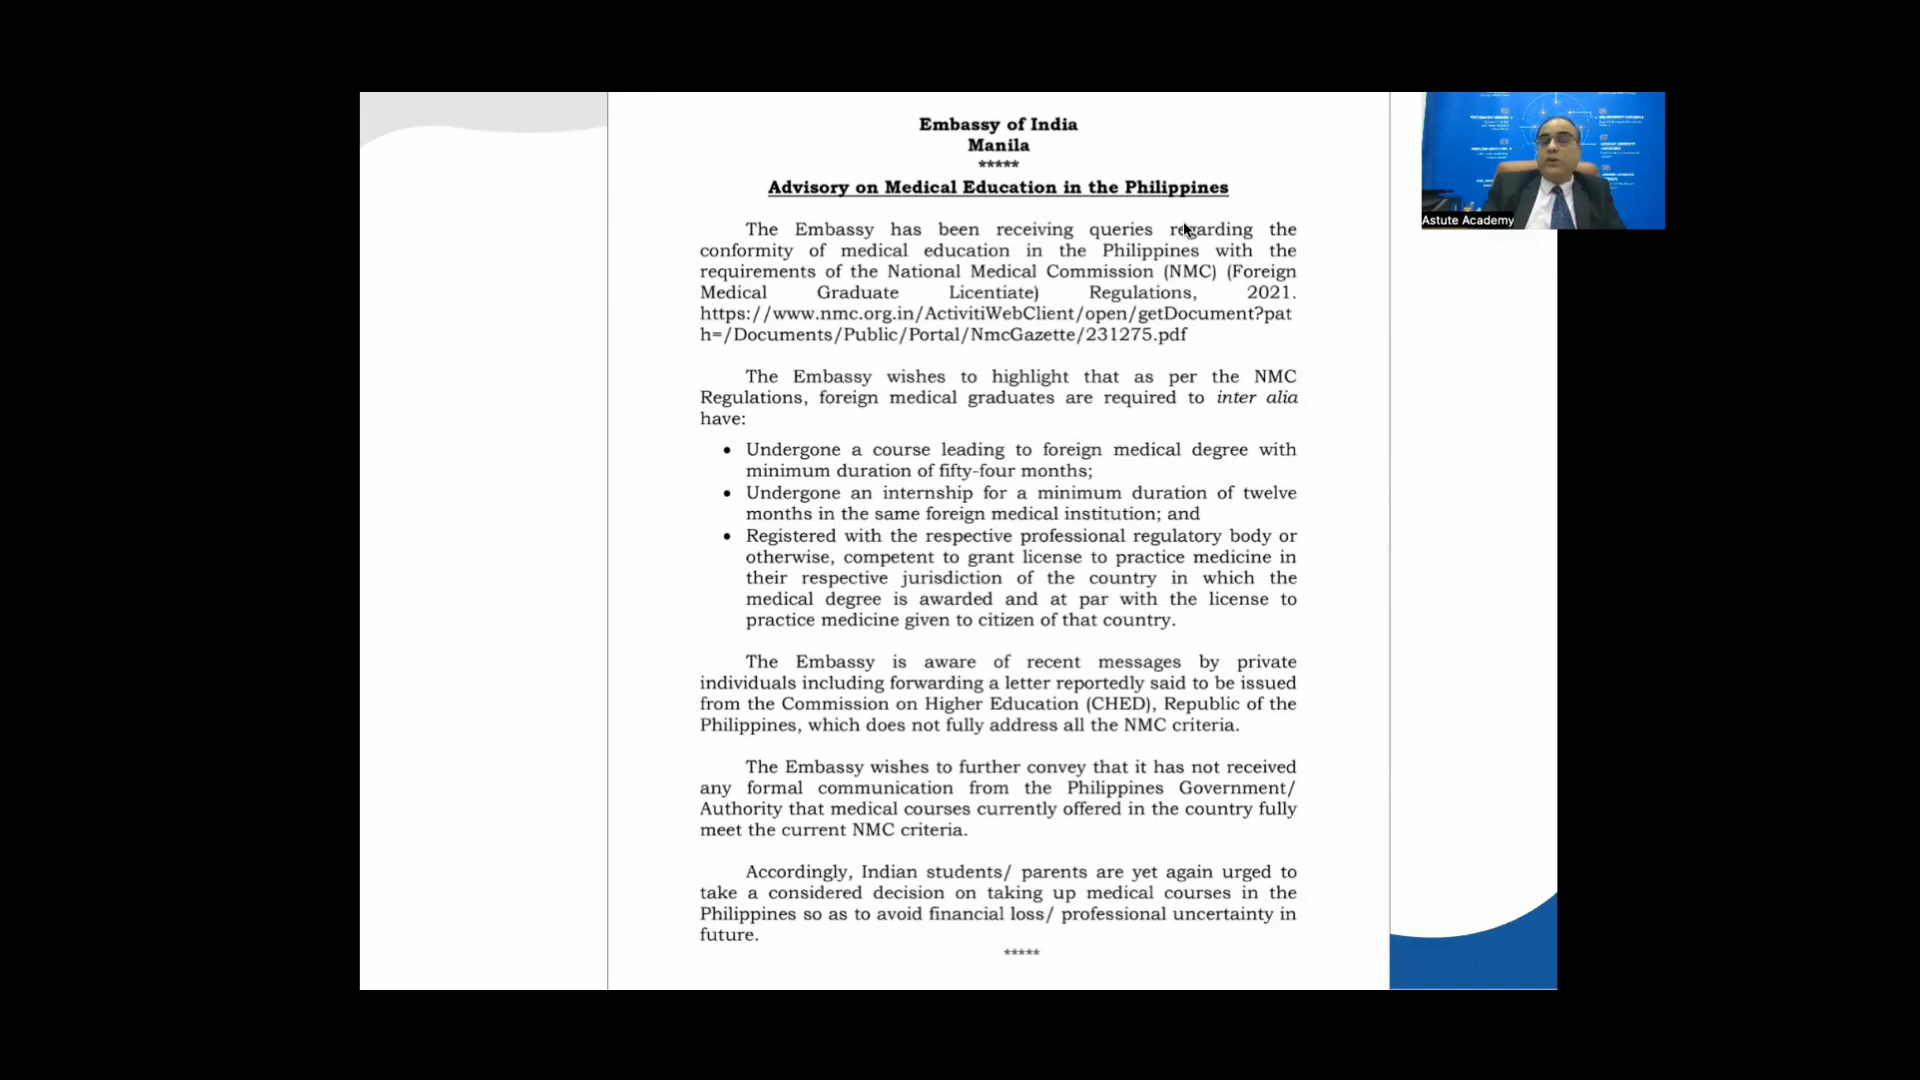 Embassy of India
Manila
*****
Advisory on Medical Education in the Philippines
The Embassy has been receiving queries regarding the
conformity of medical education in the Philippines with the
requirements of the National Medical Commission (NMC) (Foreign
Medical Graduate Licentiate) Regulations, 2021.
https://www.nmc.org.in/ActivitiWebClient/open/getDocument?pat
h=/Documents/Public/Portal/NmcGazette/231275.pdf
The Embassy wishes to highlight that as per the NMC
Regulations, foreign medical graduates are required to inter alia
have:
• Undergone a course leading to foreign medical degree with
minimum duration of fifty-four months;
• Undergone an internship for a minimum duration of twelve
months in the same foreign medical institution; and
• Registered with the respective professional regulatory body or
otherwise, competent to grant license to practice medicine in
their respective jurisdiction of the country in which the
medical degree is awarded and at par with the license to
practice medicine given to citizen of that country.
The Embassy is aware of recent messages by private
individuals including forwarding a letter reportedly said to be issued
from the Commission on Higher Education (CHED), Republic of the
Philippines, which does not fully address all the NMC criteria.
The Embassy wishes to further convey that it has not received
any formal communication from the Philippines Government/
Authority that medical courses currently offered in the country fully
meet the current NMC criteria.
Accordingly, Indian students/ parents are yet again urged to
take a considered decision on taking up medical courses in the
Philippines so as to avoid financial loss/ professional uncertainty in
future.
*****
Astute Academy